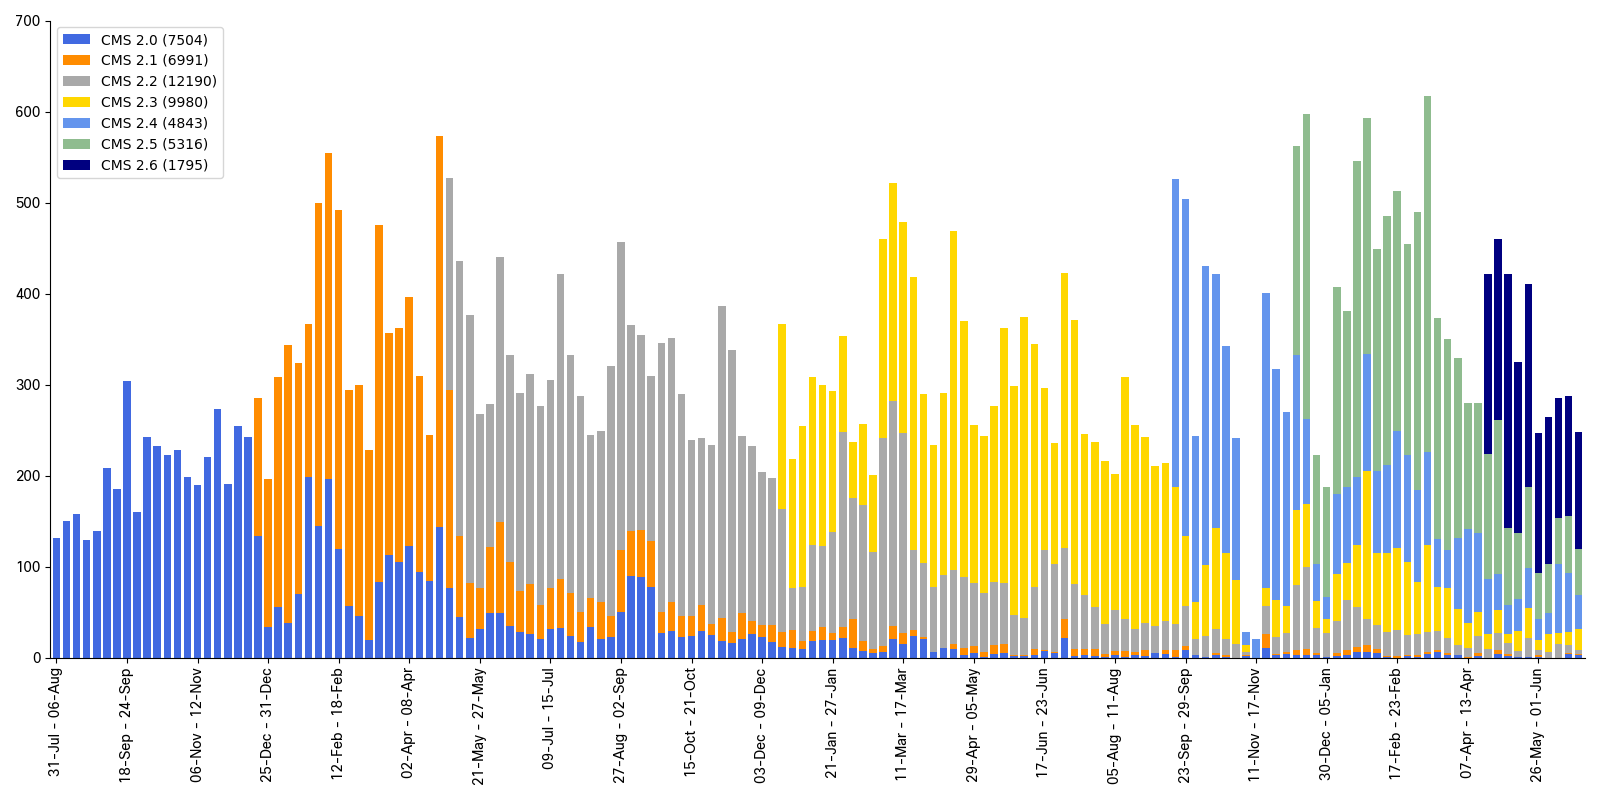 700
600
500
400
300
200
100
0
CMS 2.0 (7504)
CMS 2.1 (6991)
CMS 2.2 (12190)
CMS 2.3 (9980)
CMS 2.4 (4843)
CMS 2.5 (5316)
CMS 2.6 (1795)
31-Jul - 06-Aug
18-Sep - 24-Sep
06-Nov - 12-Nov
25-Dec - 31-Dec
12-Feb - 18-Feb
02-Apr - 08-Apr
21-May - 27-May
09-Jul - 15-Jul
27-Aug - 02-Sep
15-Oct - 21-Oct
03-Dec - 09-Dec
21-Jan - 27-Jan
11-Mar - 17-Mar
29-Apr - 05-May
17-Jun - 23-Jun
05-Aug - 11-Aug
23-Sep - 29-Sep
11-Nov - 17-Nov
30-Dec - 05-Jan
17-Feb - 23-Feb
07-Apr - 13-Apr
26-May - 01-Jun